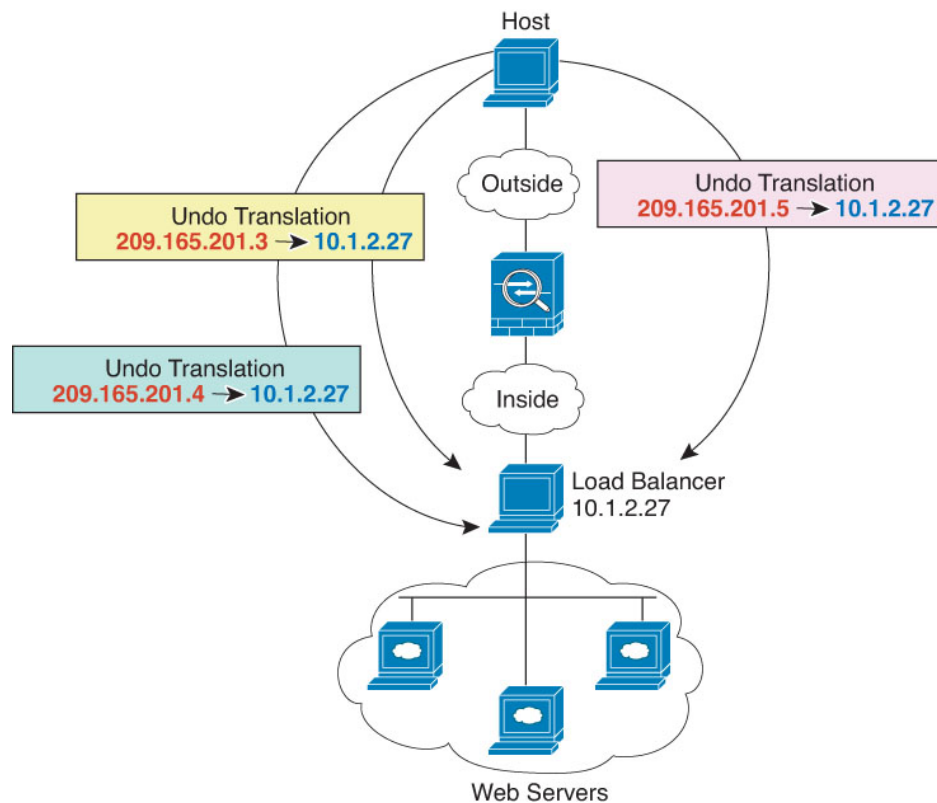 Host
Outside
Undo Translation
209.165.201.5 → 10.1.2.27
Undo Translation
209.165.201.3 → 10.1.2.27
Undo Translation
209.165.201.4 → 10.1.2.27
Inside
Load Balancer
10.1.2.27
Web Servers